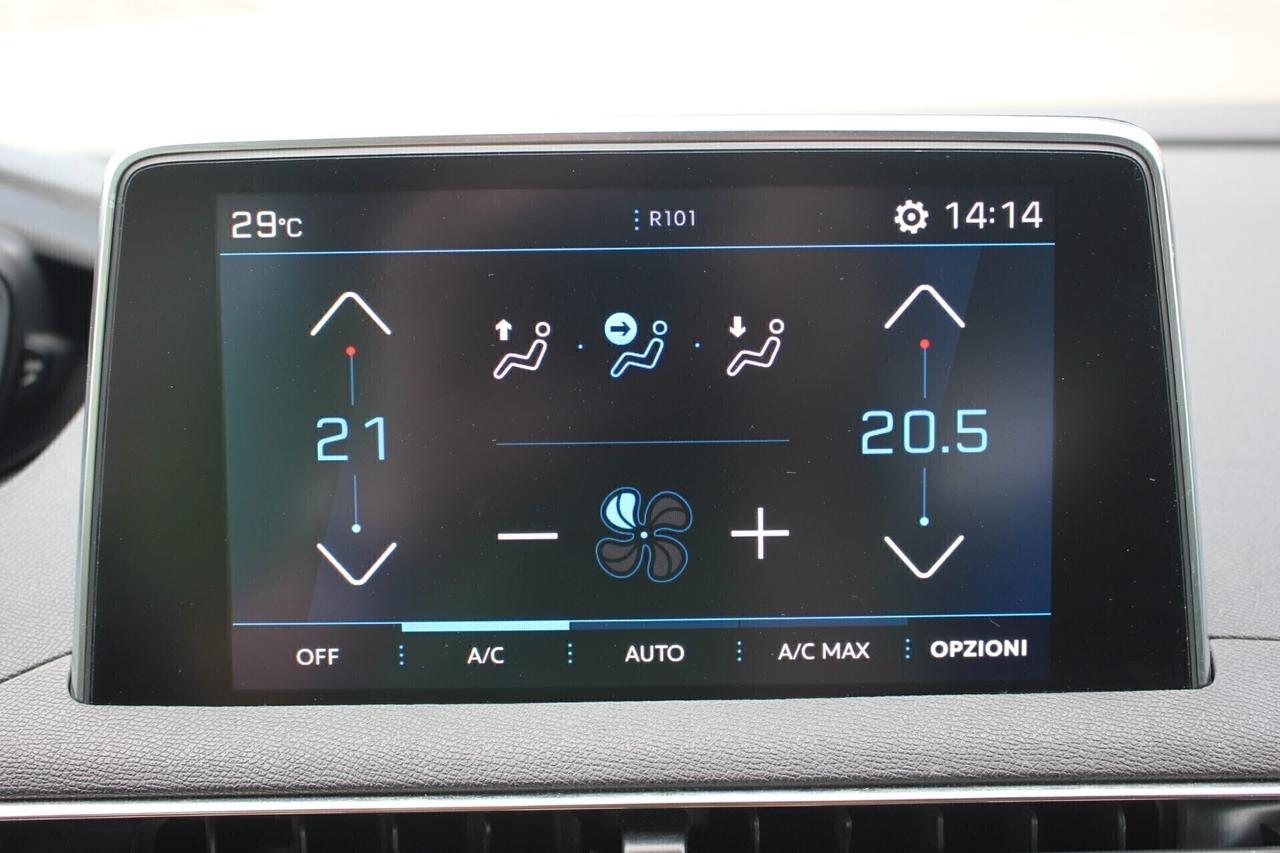 29°C R101 14:14
21 20.5
OFF A/C AUTO A/C MAX OPZIONI